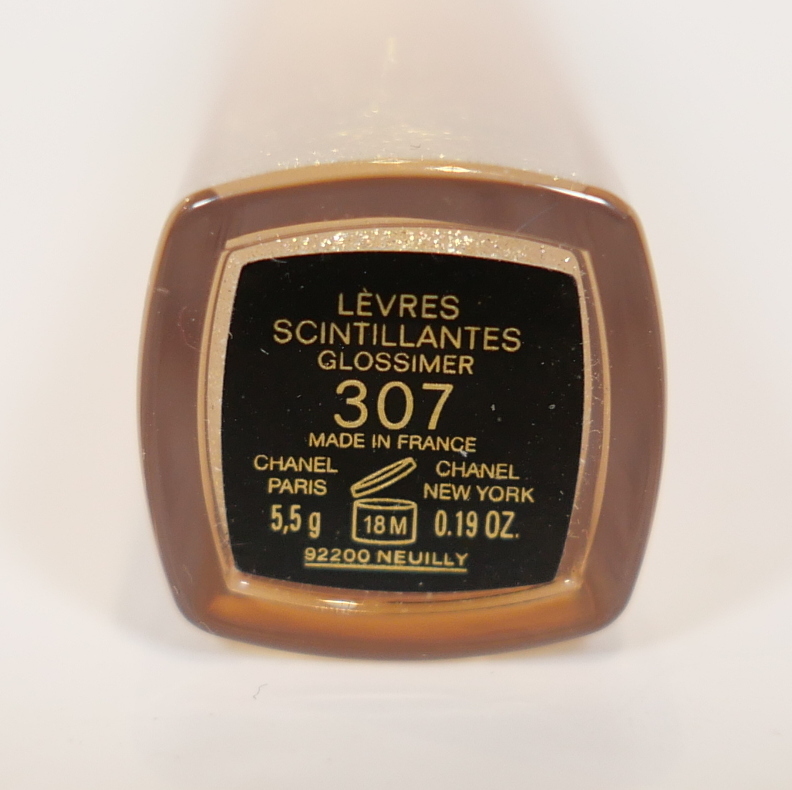 LÈVRES
SCINTILLANTES
GLOSSIMER
307
MADE IN FRANCE
CHANEL CHANEL
PARIS NEW YORK
5,5 g 18 M 0.19 OZ.
92200 NEUILLY